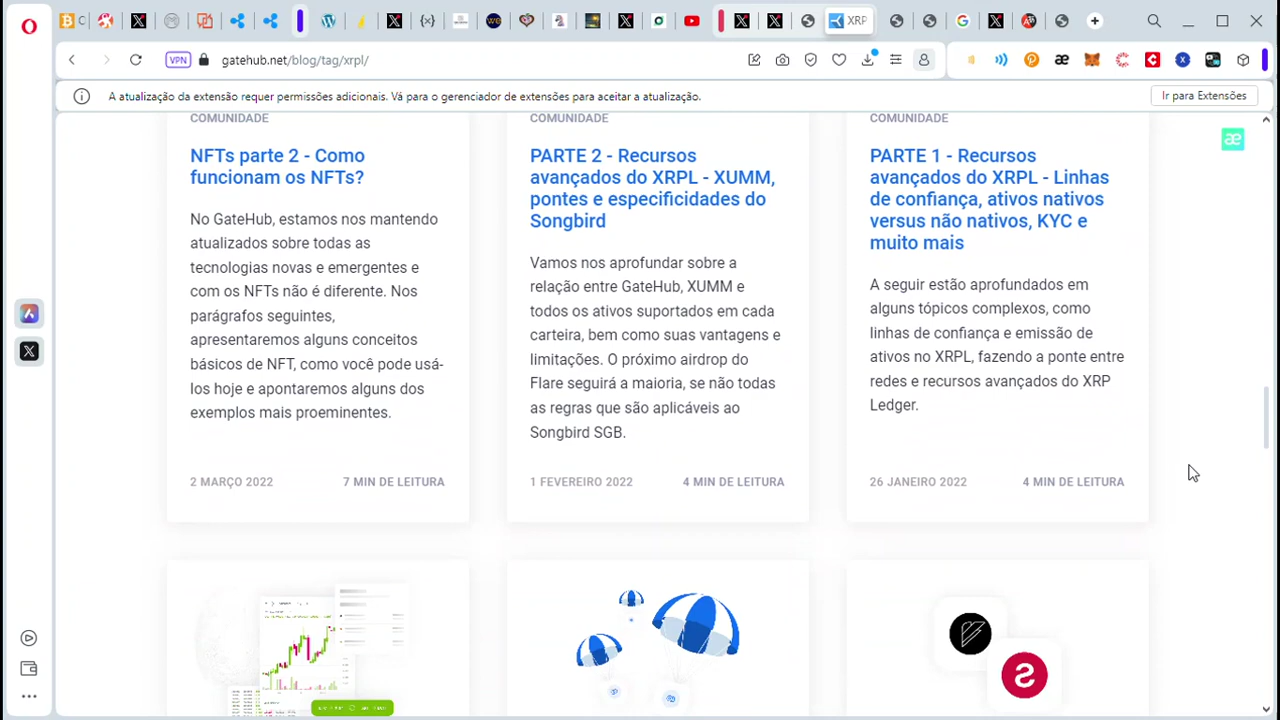 XRP
VPN
gatehub.net/blog/tag/xrpl/
A atualização da extensão requer permissões adicionais. Vá para o gerenciador de extensões para aceitar a atualização.
Ir para Extensões
COMUNIDADE
NFTs parte 2 - Como
funcionam os NFTs?
No GateHub, estamos nos mantendo
atualizados sobre todas as
tecnologias novas e emergentes e
com os NFTs não é diferente. Nos
parágrafos seguintes,
apresentaremos alguns conceitos
básicos de NFT, como você pode usá-
los hoje e apontaremos alguns dos
exemplos mais proeminentes.
2 MARÇO 2022
7 MIN DE LEITURA
COMUNIDADE
PARTE 2 - Recursos
avançados do XRPL - XUMM,
pontes e especificidades do
Songbird
Vamos nos aprofundar sobre a
relação entre GateHub, XUMM e
todos os ativos suportados em cada
carteira, bem como suas vantagens e
limitações. O próximo airdrop do
Flare seguirá a maioria, se não todas
as regras que são aplicáveis ao
Songbird SGB.
1 FEVEREIRO 2022
4 MIN DE LEITURA
COMUNIDADE
PARTE 1 - Recursos
avançados do XRPL - Linhas
de confiança, ativos nativos
versus não nativos, KYC e
muito mais
A seguir estão aprofundados em
alguns tópicos complexos, como
linhas de confiança e emissão de
ativos no XRPL, fazendo a ponte entre
redes e recursos avançados do XRP
Ledger.
26 JANEIRO 2022
4 MIN DE LEITURA